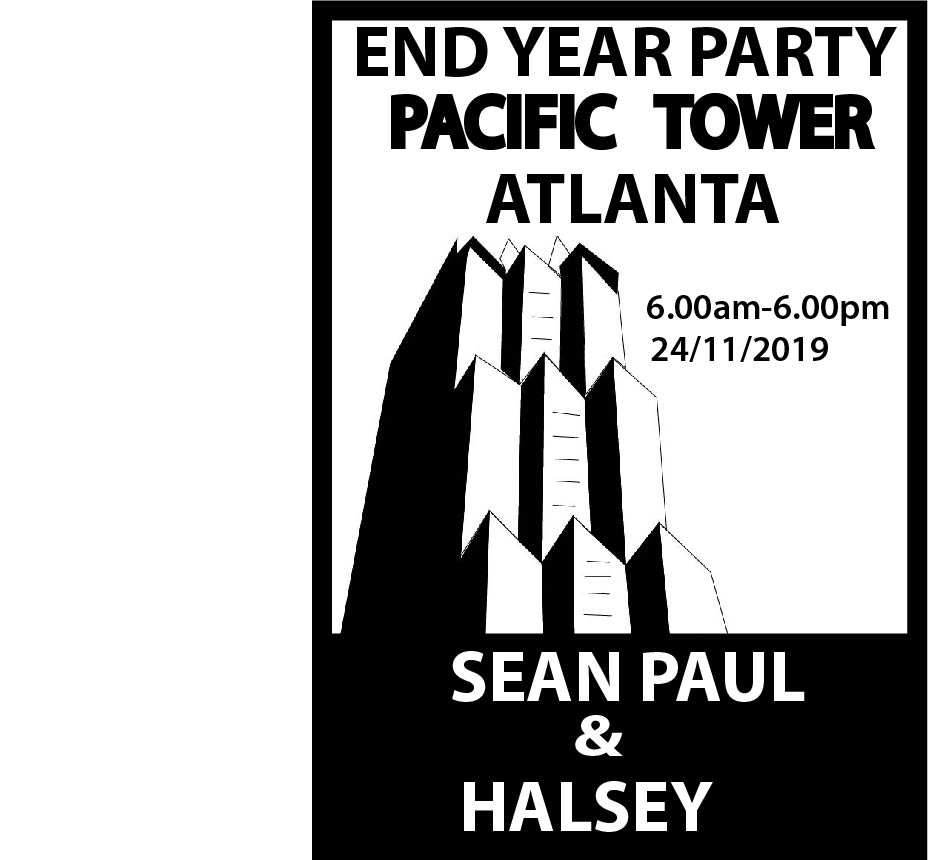 END YEAR PARTY
PACIFIC TOWER
ATLANTA
6.00am-6.00pm
24/11/2019
SEAN PAUL
&
HALSEY